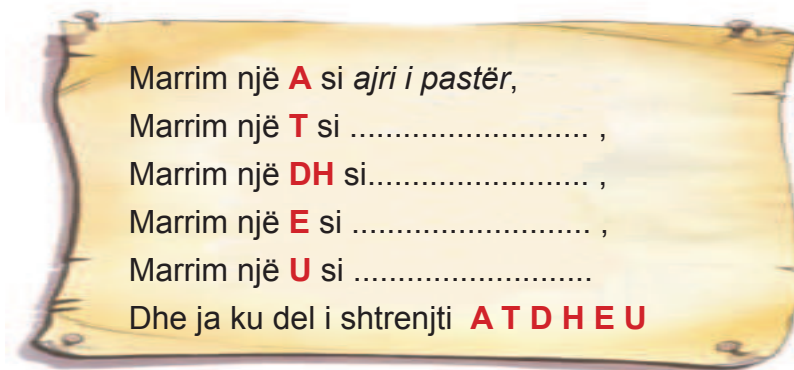 Marrim një A si ajri i pastër,
Marrim një T si ........................... ,
Marrim një DH si......................... ,
Marrim një E si ........................... ,
Marrim një U si ...........................
Dhe ja ku del i shtrenjti A T D H E U